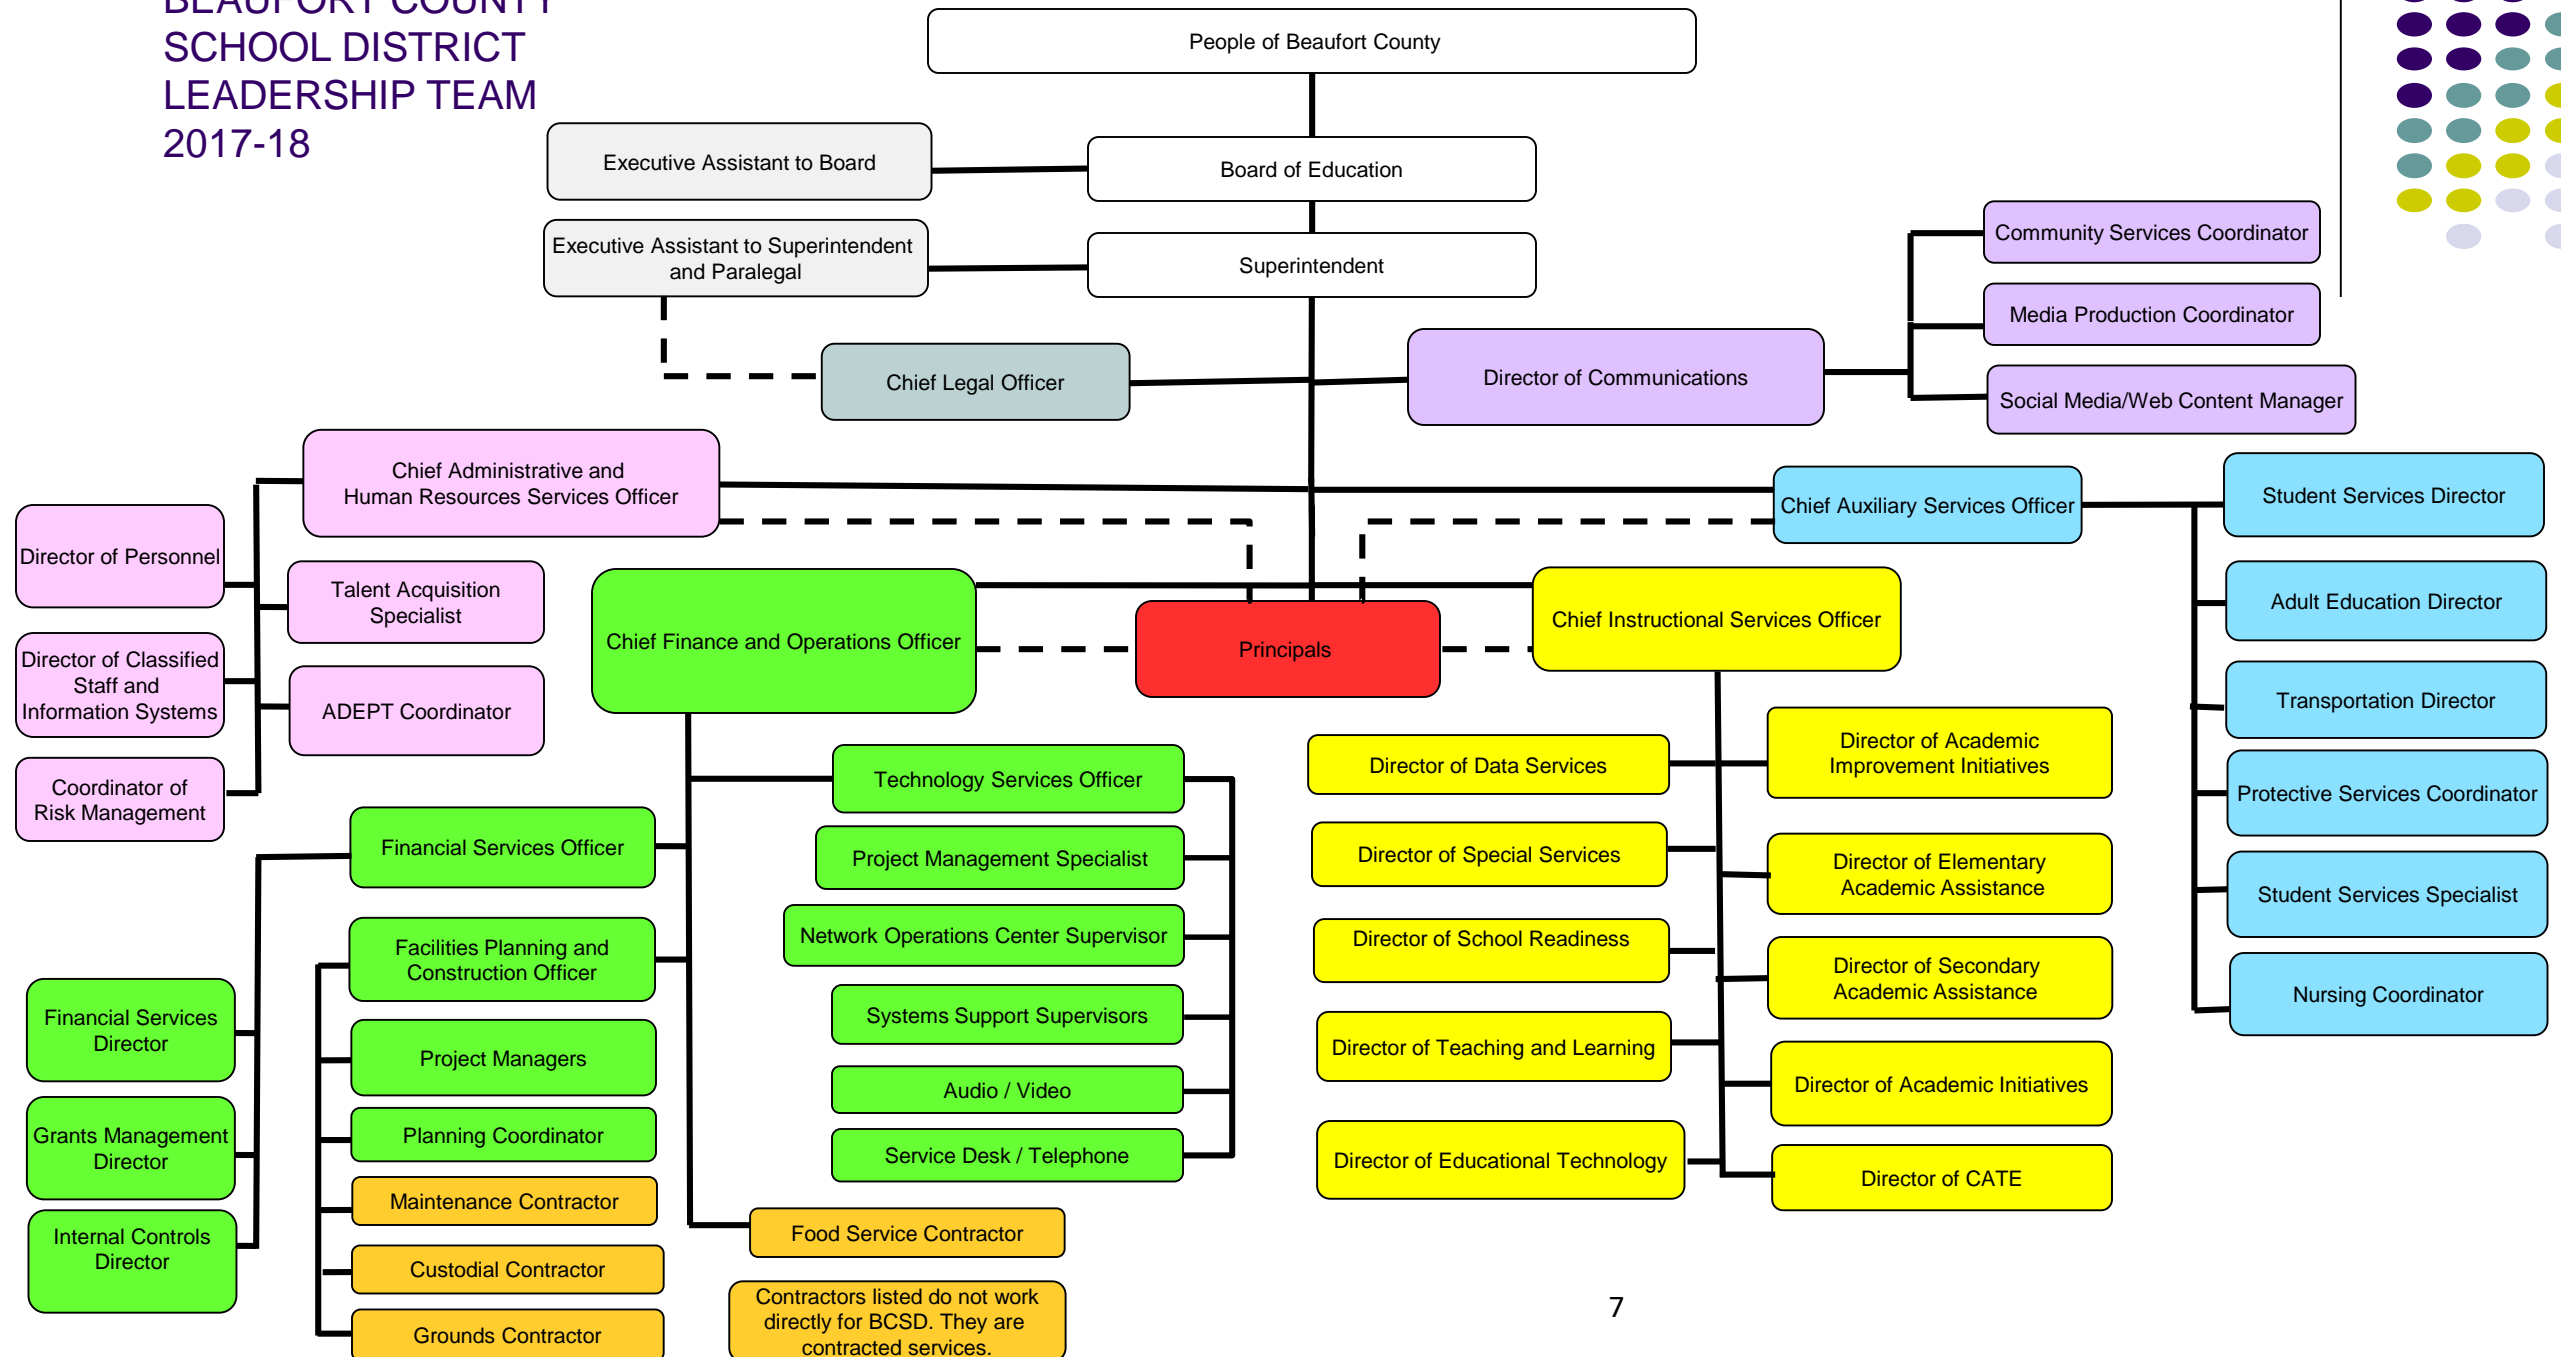 BEAUFORT COUNTY
SCHOOL DISTRICT
LEADERSHIP TEAM
2017-18
People of Beaufort County
Executive Assistant to Board
Board of Education
Executive Assistant to Superintendent
and Paralegal
Superintendent
Community Services Coordinator
Media Production Coordinator
Social Media/Web Content Manager
Chief Legal Officer
Director of Communications
Chief Administrative and
Human Resources Services Officer
Chief Auxiliary Services Officer
Student Services Director
Director of Personnel
Talent Acquisition
Specialist
Director of Classified
Staff and
Information Systems
ADEPT Coordinator
Coordinator of
Risk Management
Chief Finance and Operations Officer
Principals
Chief Instructional Services Officer
Adult Education Director
Transportation Director
Protective Services Coordinator
Student Services Specialist
Nursing Coordinator
Technology Services Officer
Project Management Specialist
Network Operations Center Supervisor
Systems Support Supervisors
Audio / Video
Service Desk / Telephone
Financial Services Officer
Facilities Planning and
Construction Officer
Project Managers
Planning Coordinator
Maintenance Contractor
Custodial Contractor
Grounds Contractor
Financial Services
Director
Grants Management
Director
Internal Controls
Director
Food Service Contractor
Contractors listed do not work
directly for BCSD. They are
contracted services.
Director of Data Services
Director of Special Services
Director of School Readiness
Director of Teaching and Learning
Director of Educational Technology
Director of Academic
Improvement Initiatives
Director of Elementary
Academic Assistance
Director of Secondary
Academic Assistance
Director of Academic Initiatives
Director of CATE
7